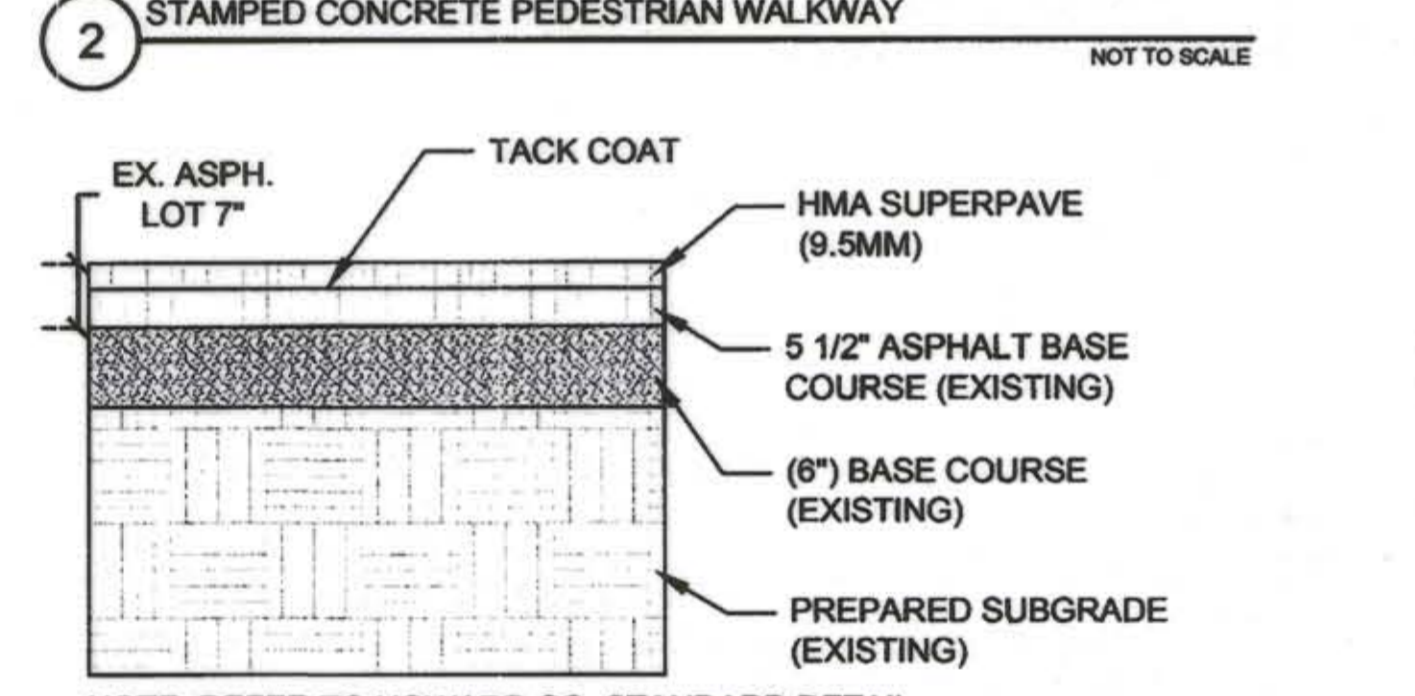 2
STAMPED CONCRETE PEDESTRIAN WALKWAY
NOT TO SCALE
TACK COAT
EX. ASPH.
LOT 7"
HMA SUPERPAVE
(9.5MM)
5 1/2" ASPHALT BASE
COURSE (EXISTING)
(6") BASE COURSE
(EXISTING)
PREPARED SUBGRADE
(EXISTING)